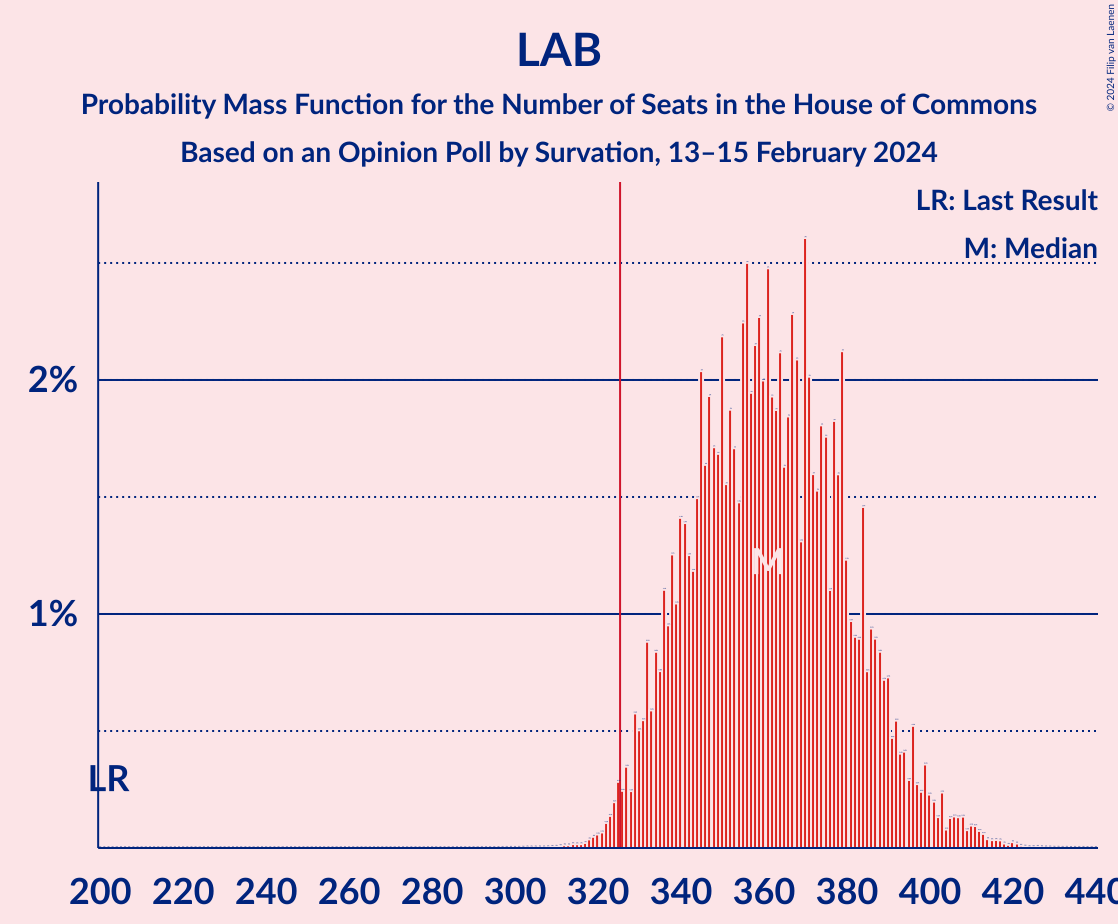 LAB
Probability Mass Function for the Number of Seats in the House of Commons
Based on an Opinion Poll by Survation, 13–15 February 2024
© 2024 Filip van Laenen
LR: Last Result
M: Median
2%
1%
M
LR
200 220 240 260 280 300 320 340 360 380 400 420 440